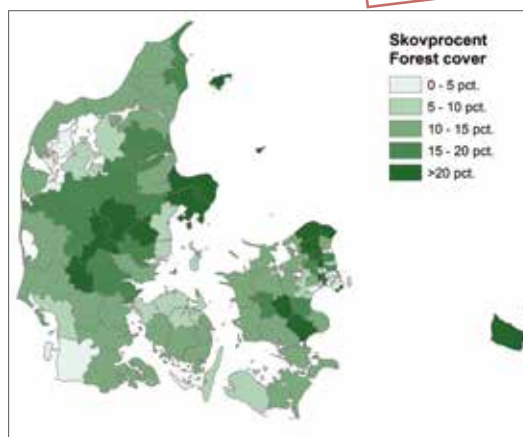 Skovprocent
Forest cover
0 - 5 pct.
5 - 10 pct.
10 - 15 pct.
15 - 20 pct.
>20 pct.